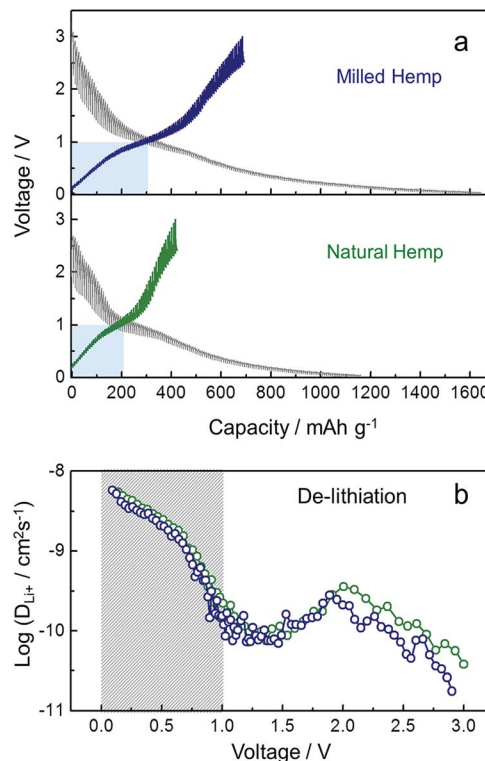 a
3
Milled Hemp
2
1
0
Voltage / V
3
Natural Hemp
2
1
0
0 200 400 600 800 1000 1200 1400 1600
Capacity / mAh g⁻¹
-8
b
De-lithiation
-9
-10
-11
Log (D_Li+ / cm²s⁻¹)
0.0 0.5 1.0 1.5 2.0 2.5 3.0
Voltage / V